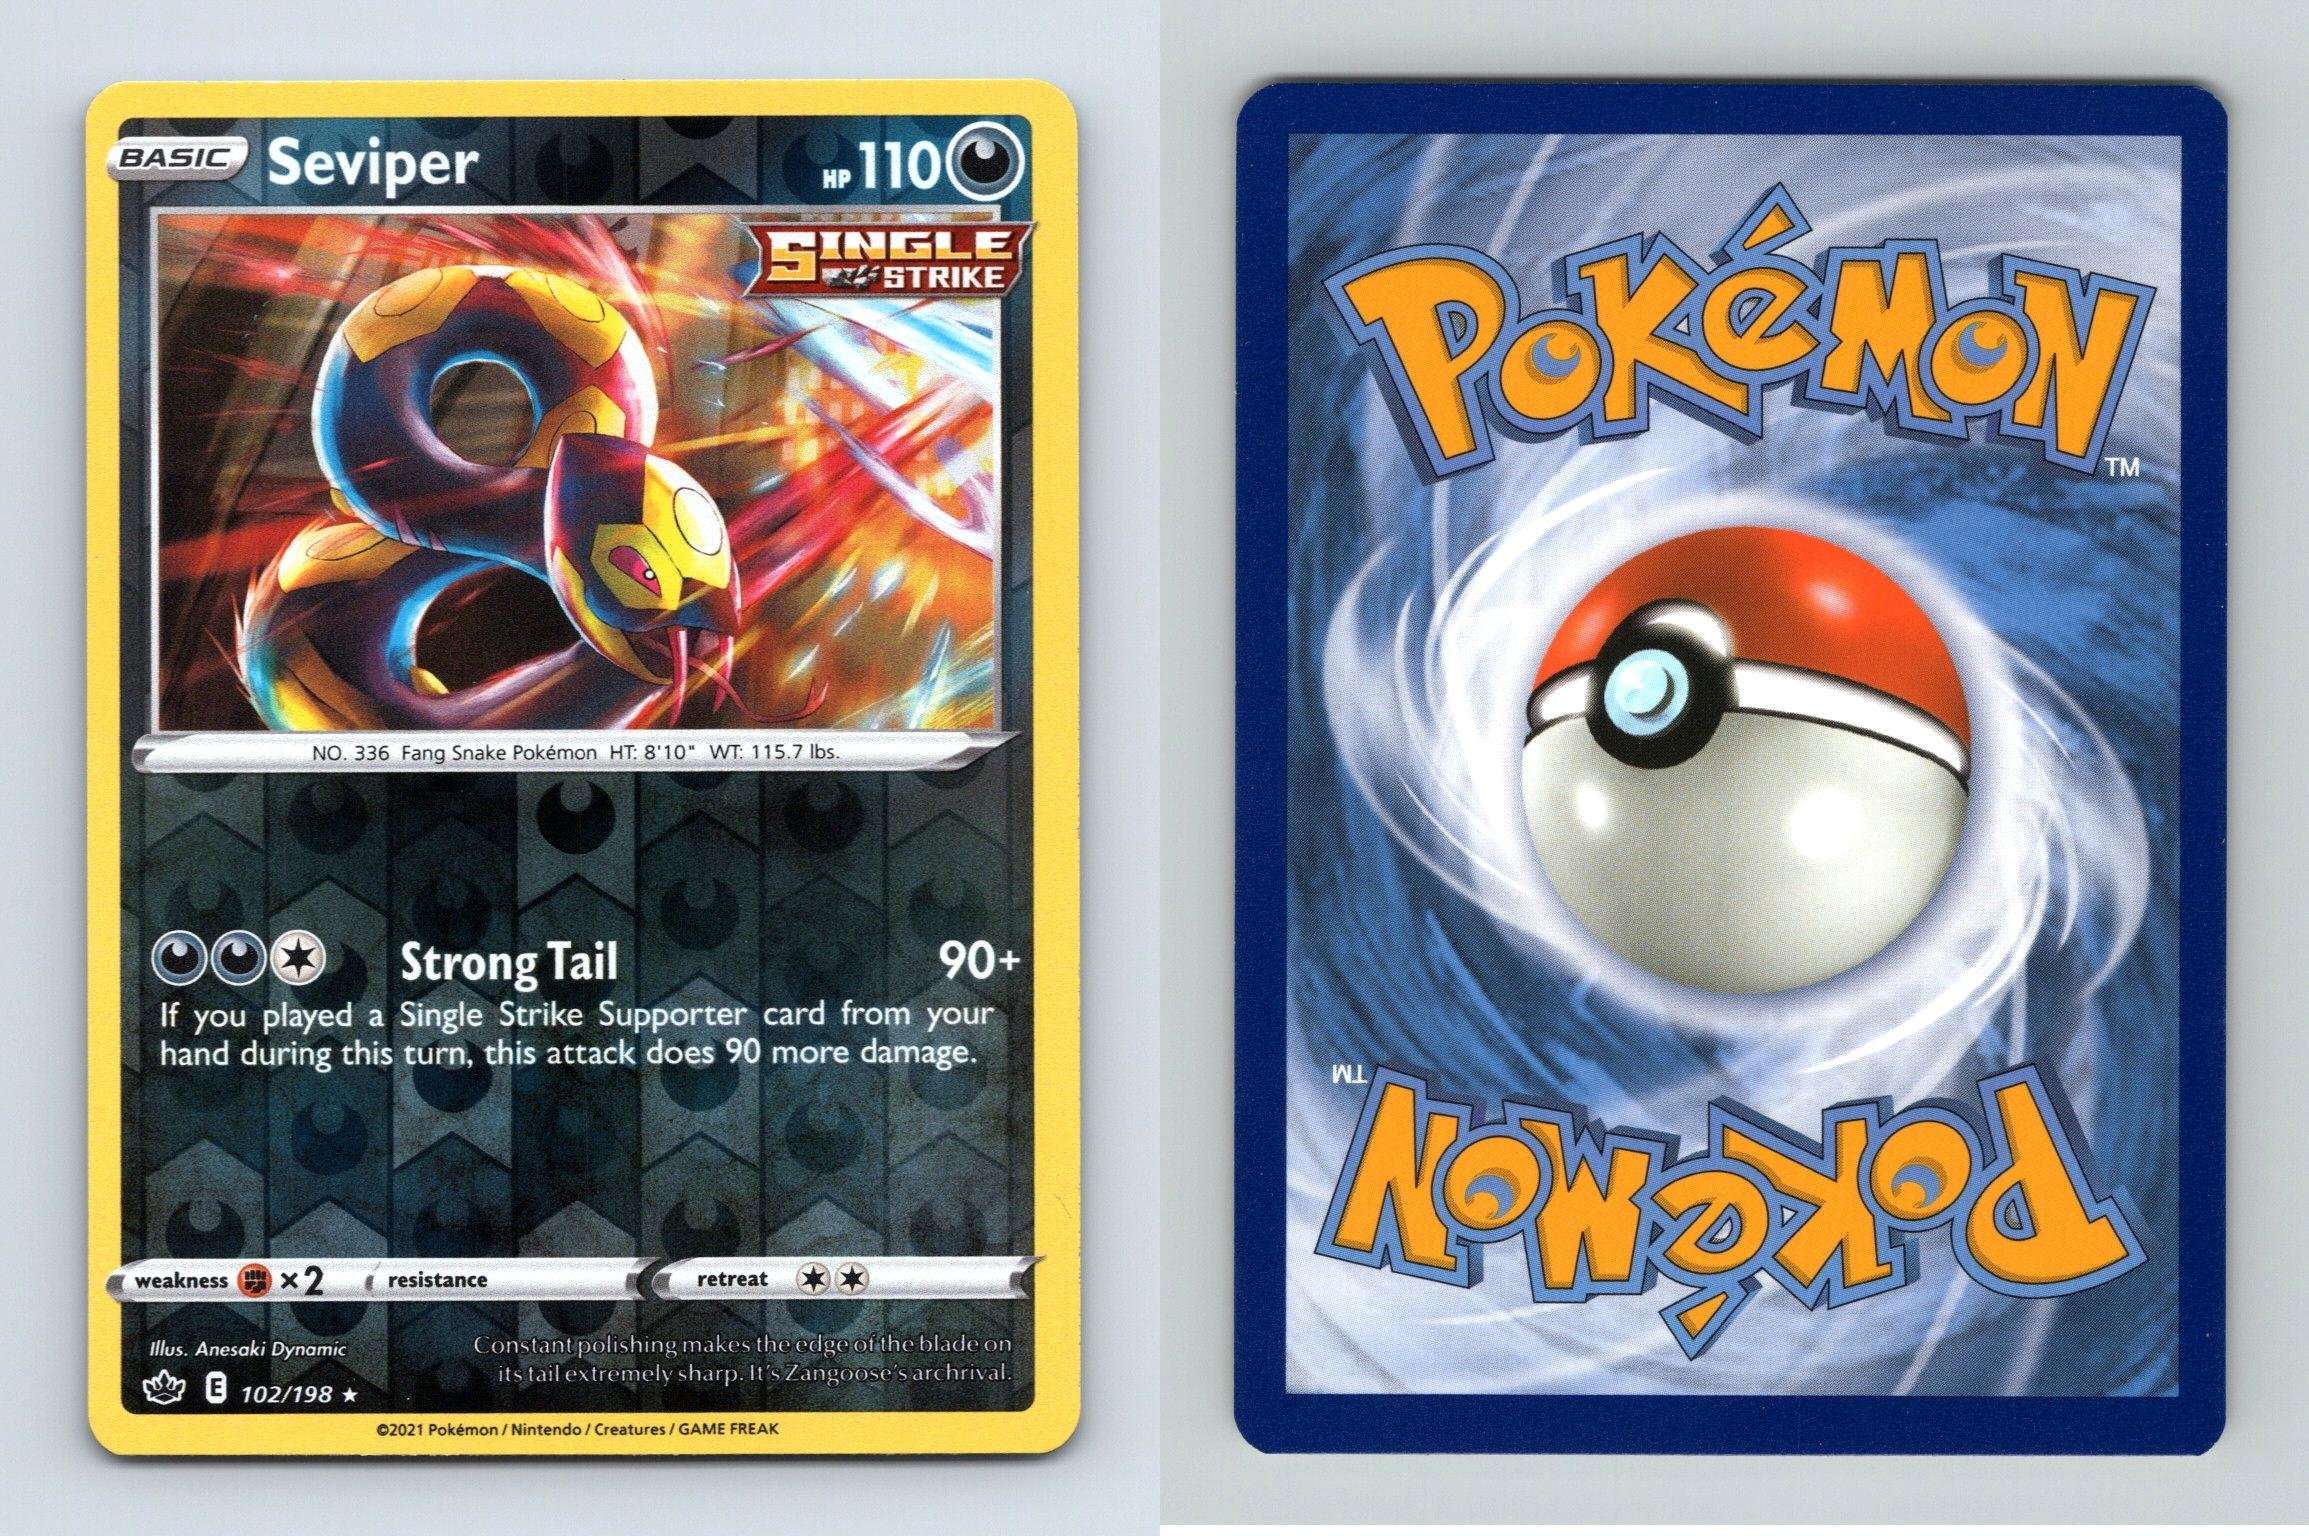 BASIC Seviper HP 110
SINGLE
STRIKE
NO. 336 Fang Snake Pokémon HT: 8'10" WT: 115.7 lbs.
Strong Tail 90+
If you played a Single Strike Supporter card from your
hand during this turn, this attack does 90 more damage.
weakness ×2 resistance retreat
Illus. Anesaki Dynamic
Constant polishing makes the edge of the blade on
its tail extremely sharp. It's Zangoose's archrival.
E 102/198 ★
©2021 Pokémon / Nintendo / Creatures / GAME FREAK
POKéMON
TM
TM
POKéMON